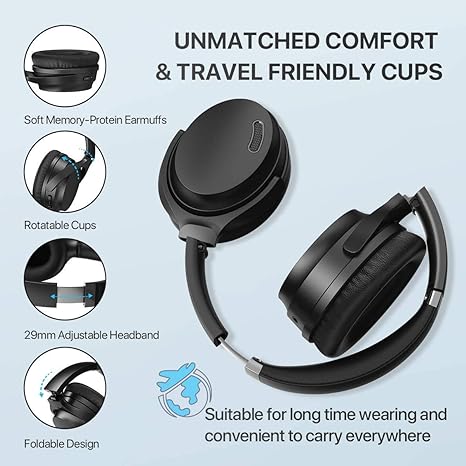 UNMATCHED COMFORT
& TRAVEL FRIENDLY CUPS
Soft Memory-Protein Earmuffs
Rotatable Cups
29mm Adjustable Headband
Foldable Design
Suitable for long time wearing and
convenient to carry everywhere